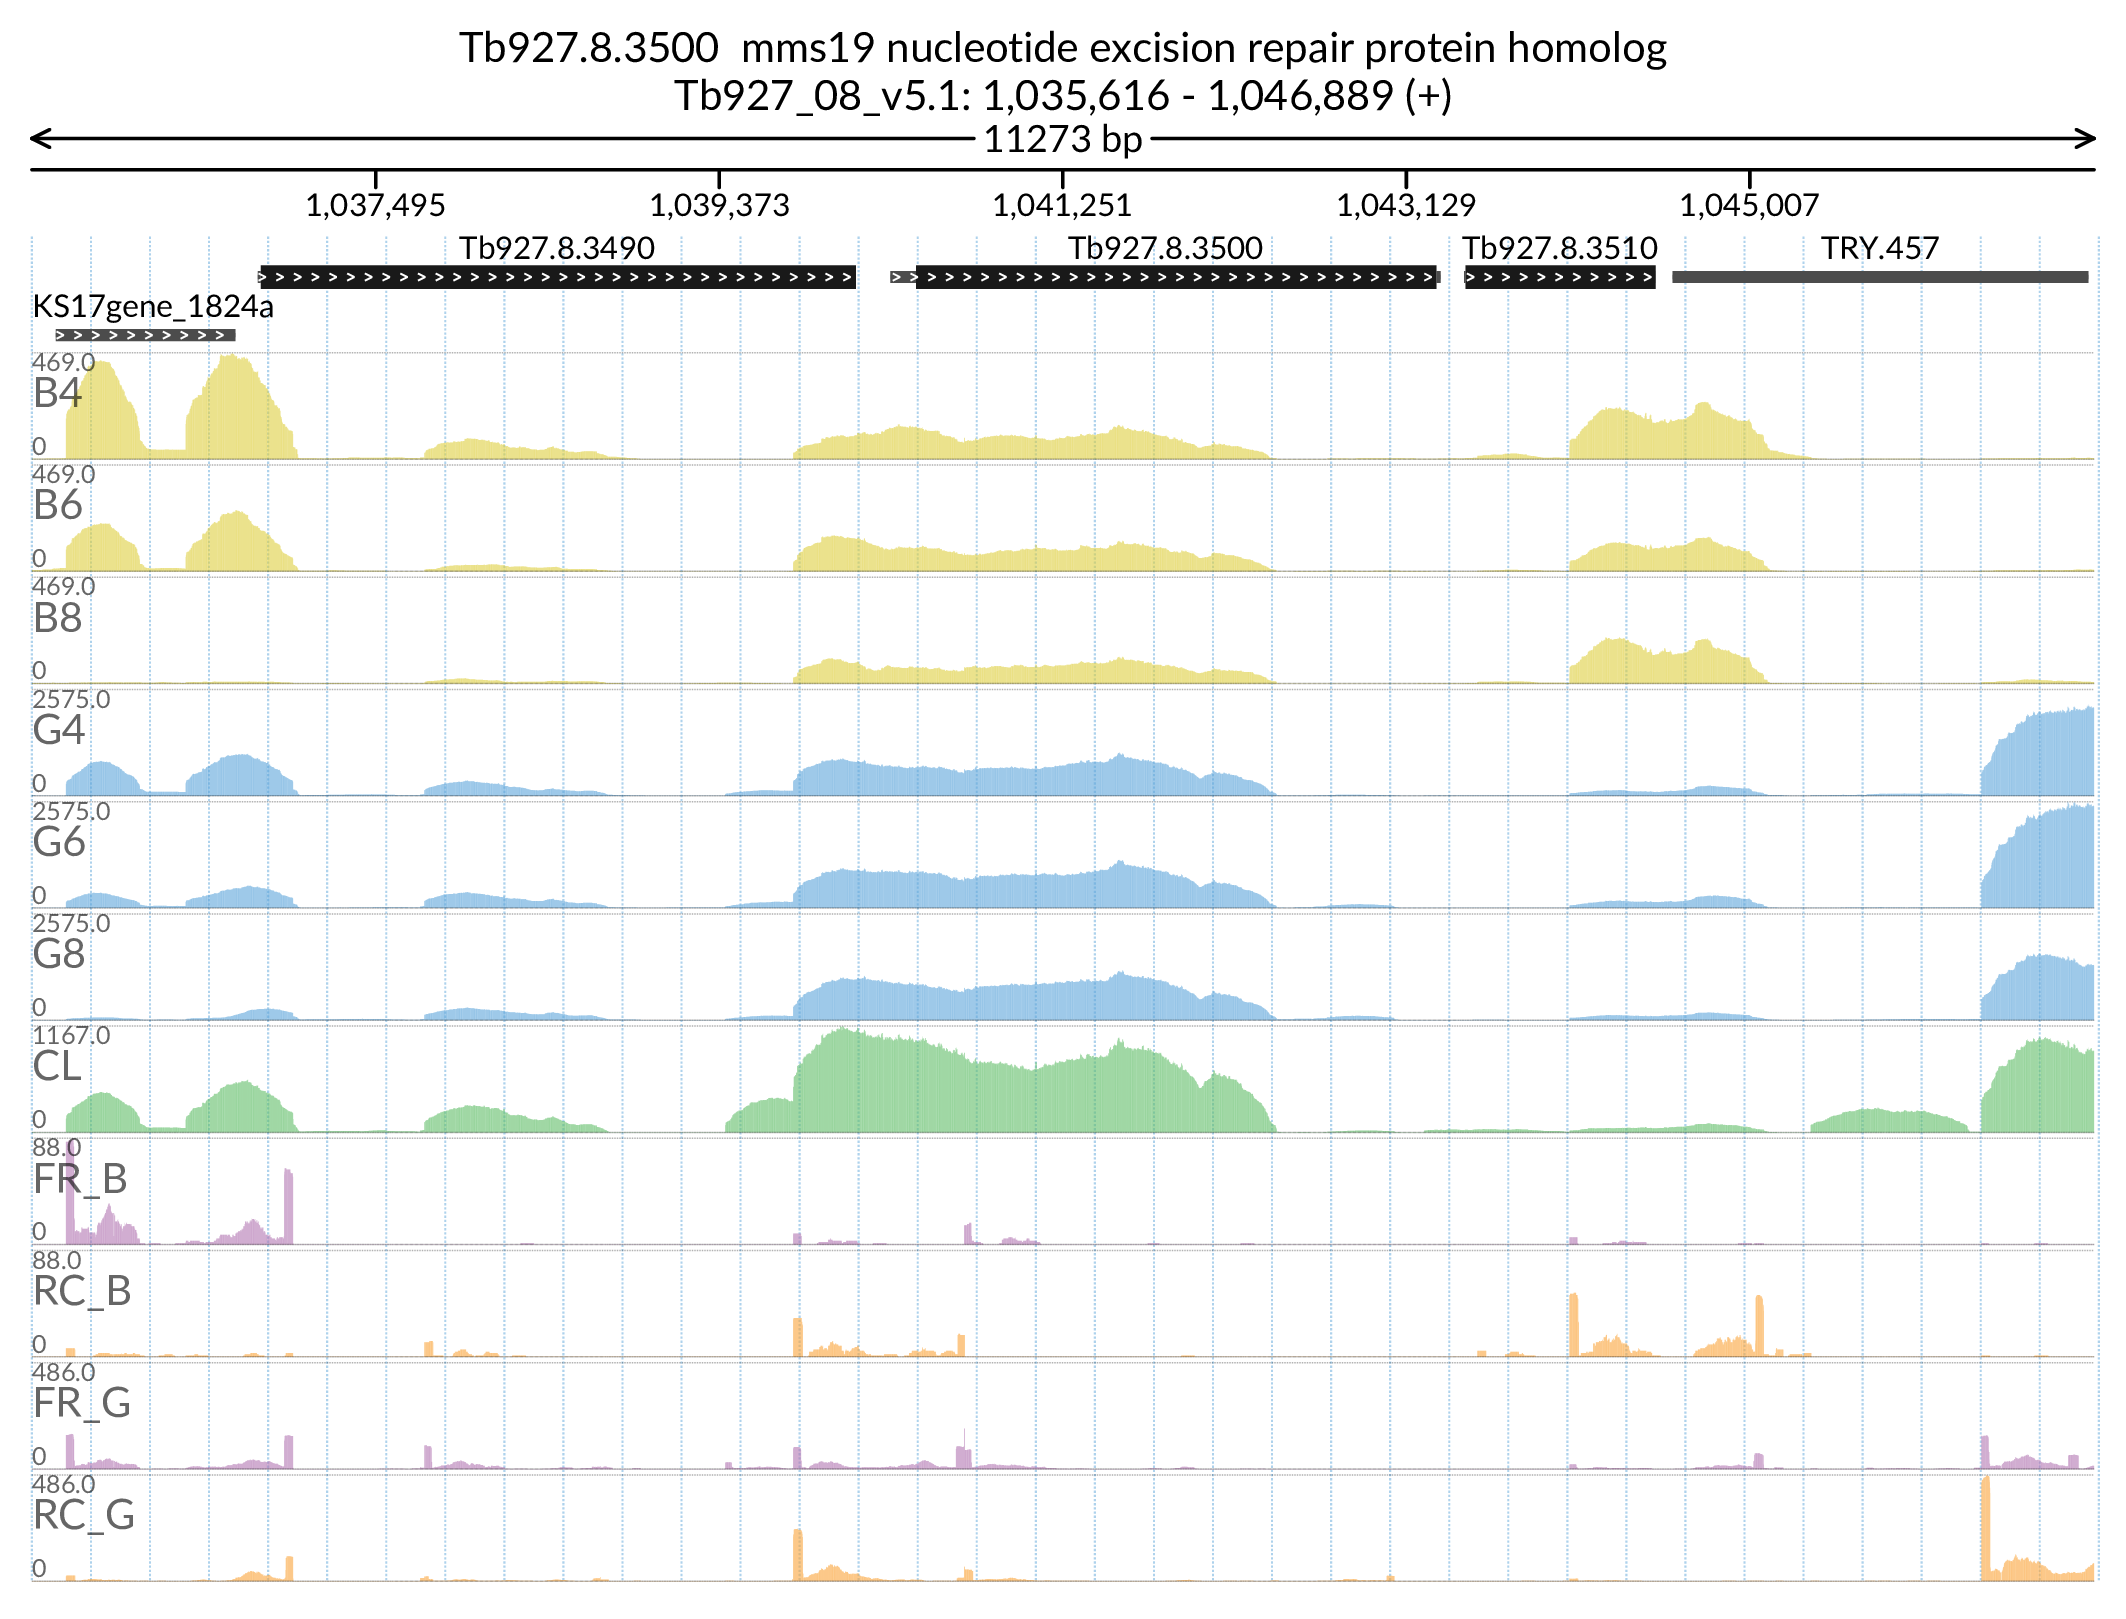 Tb927.8.3500  mms19 nucleotide excision repair protein homolog
Tb927_08_v5.1: 1,035,616 - 1,046,889 (+)
11273 bp
1,037,495 1,039,373 1,041,251 1,043,129 1,045,007
Tb927.8.3490 Tb927.8.3500 Tb927.8.3510 TRY.457
KS17gene_1824a
469.0
B4
0
469.0
B6
0
469.0
B8
0
2575.0
G4
0
2575.0
G6
0
2575.0
G8
0
1167.0
CL
0
88.0
FR_B
0
88.0
RC_B
0
486.0
FR_G
0
486.0
RC_G
0